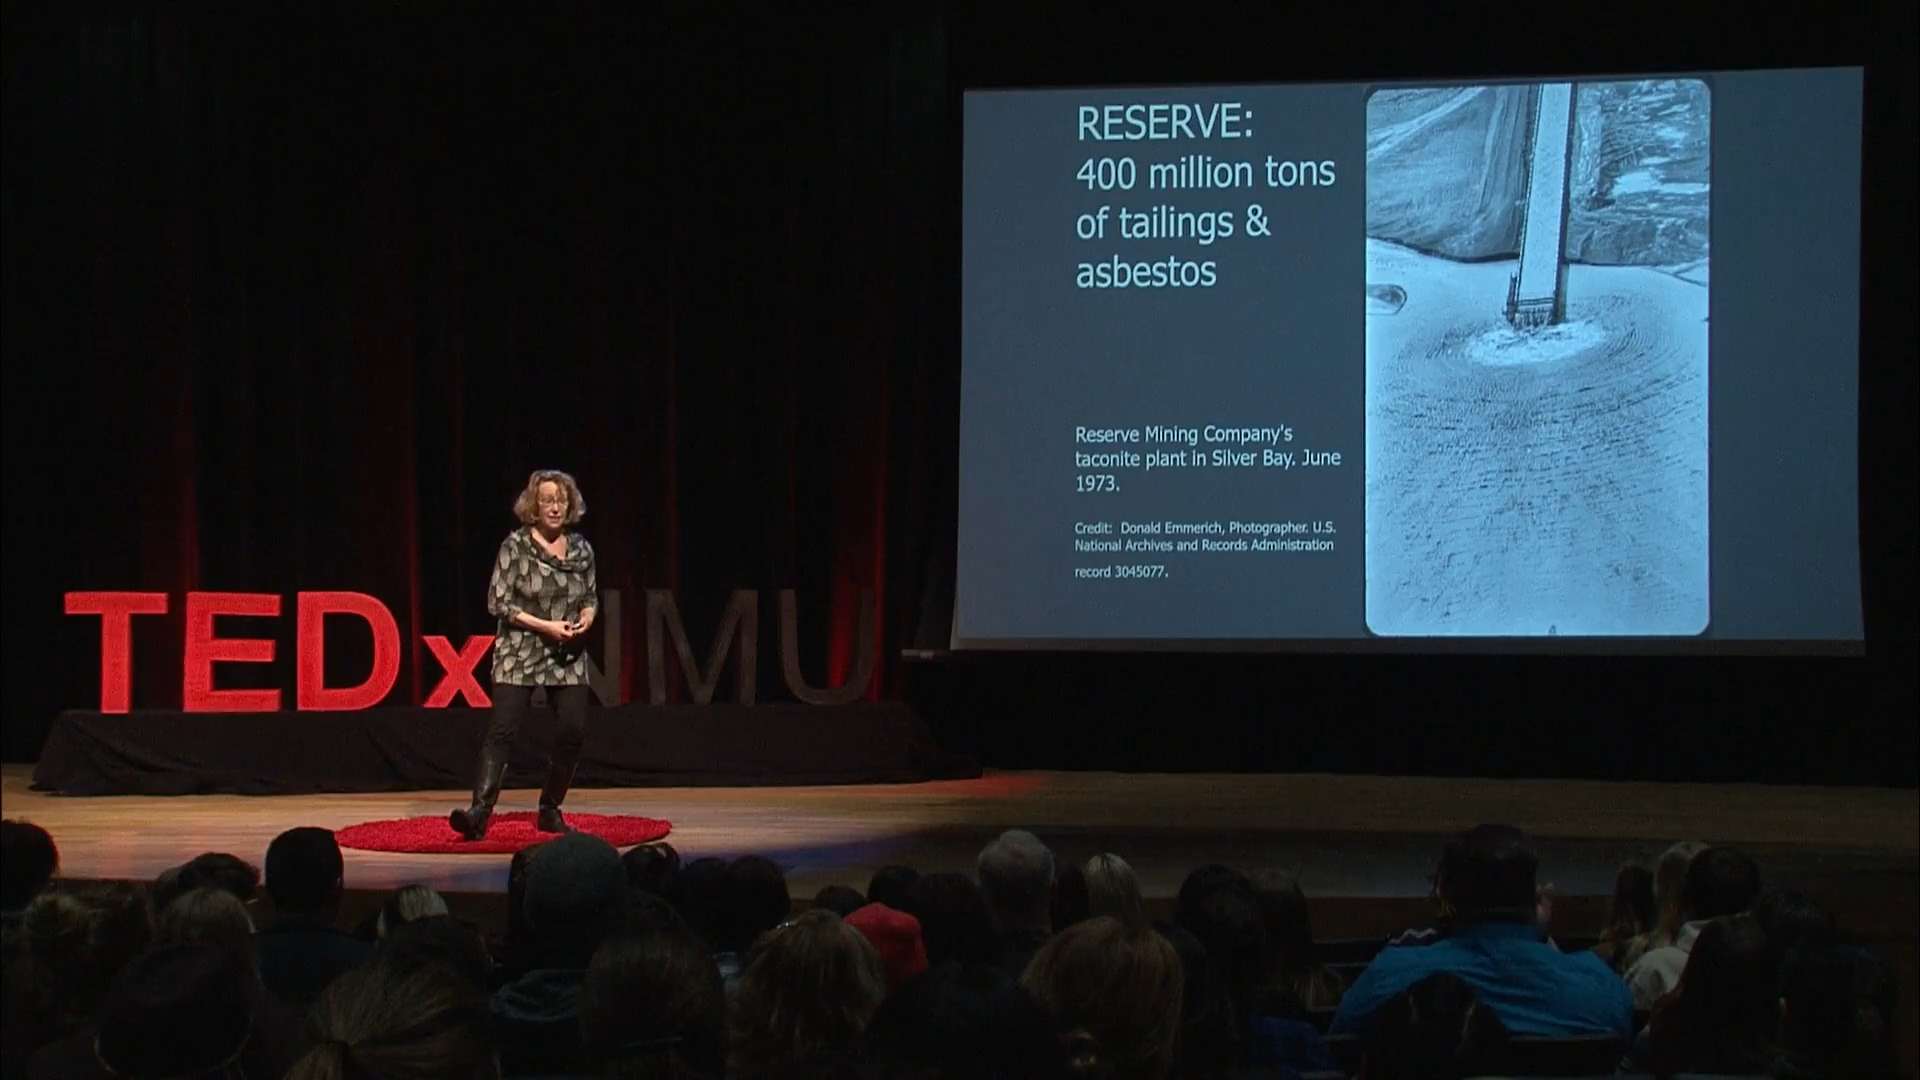 RESERVE:
400 million tons
of tailings &
asbestos
Reserve Mining Company's
taconite plant in Silver Bay. June
1973.
Credit: Donald Emmerich, Photographer. U.S.
National Archives and Records Administration
record 3045077.
TEDxNMU